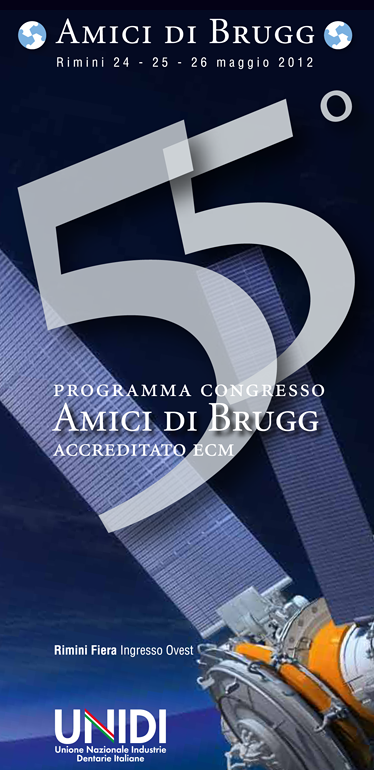 AMICI DI BRUGG
Rimini 24 - 25 - 26 maggio 2012
55°
PROGRAMMA CONGRESSO
AMICI DI BRUGG
ACCREDITATO ECM
Rimini Fiera Ingresso Ovest
UNIDI
Unione Nazionale Industrie
Dentarie Italiane